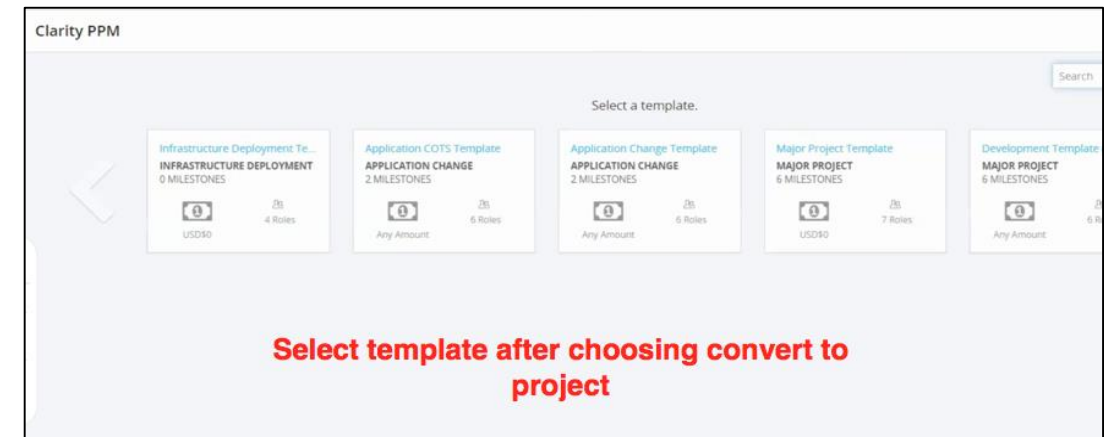 Clarity PPM
Search
Select a template.
Infrastructure Deployment Te...
INFRASTRUCTURE DEPLOYMENT
0 MILESTONES
4 Roles
USD$0
Application COTS Template
APPLICATION CHANGE
2 MILESTONES
6 Roles
Any Amount
Application Change Template
APPLICATION CHANGE
2 MILESTONES
6 Roles
Any Amount
Major Project Template
MAJOR PROJECT
6 MILESTONES
7 Roles
USD$0
Development Template
MAJOR PROJECT
6 MILESTONES
Any Amount
Select template after choosing convert to
project